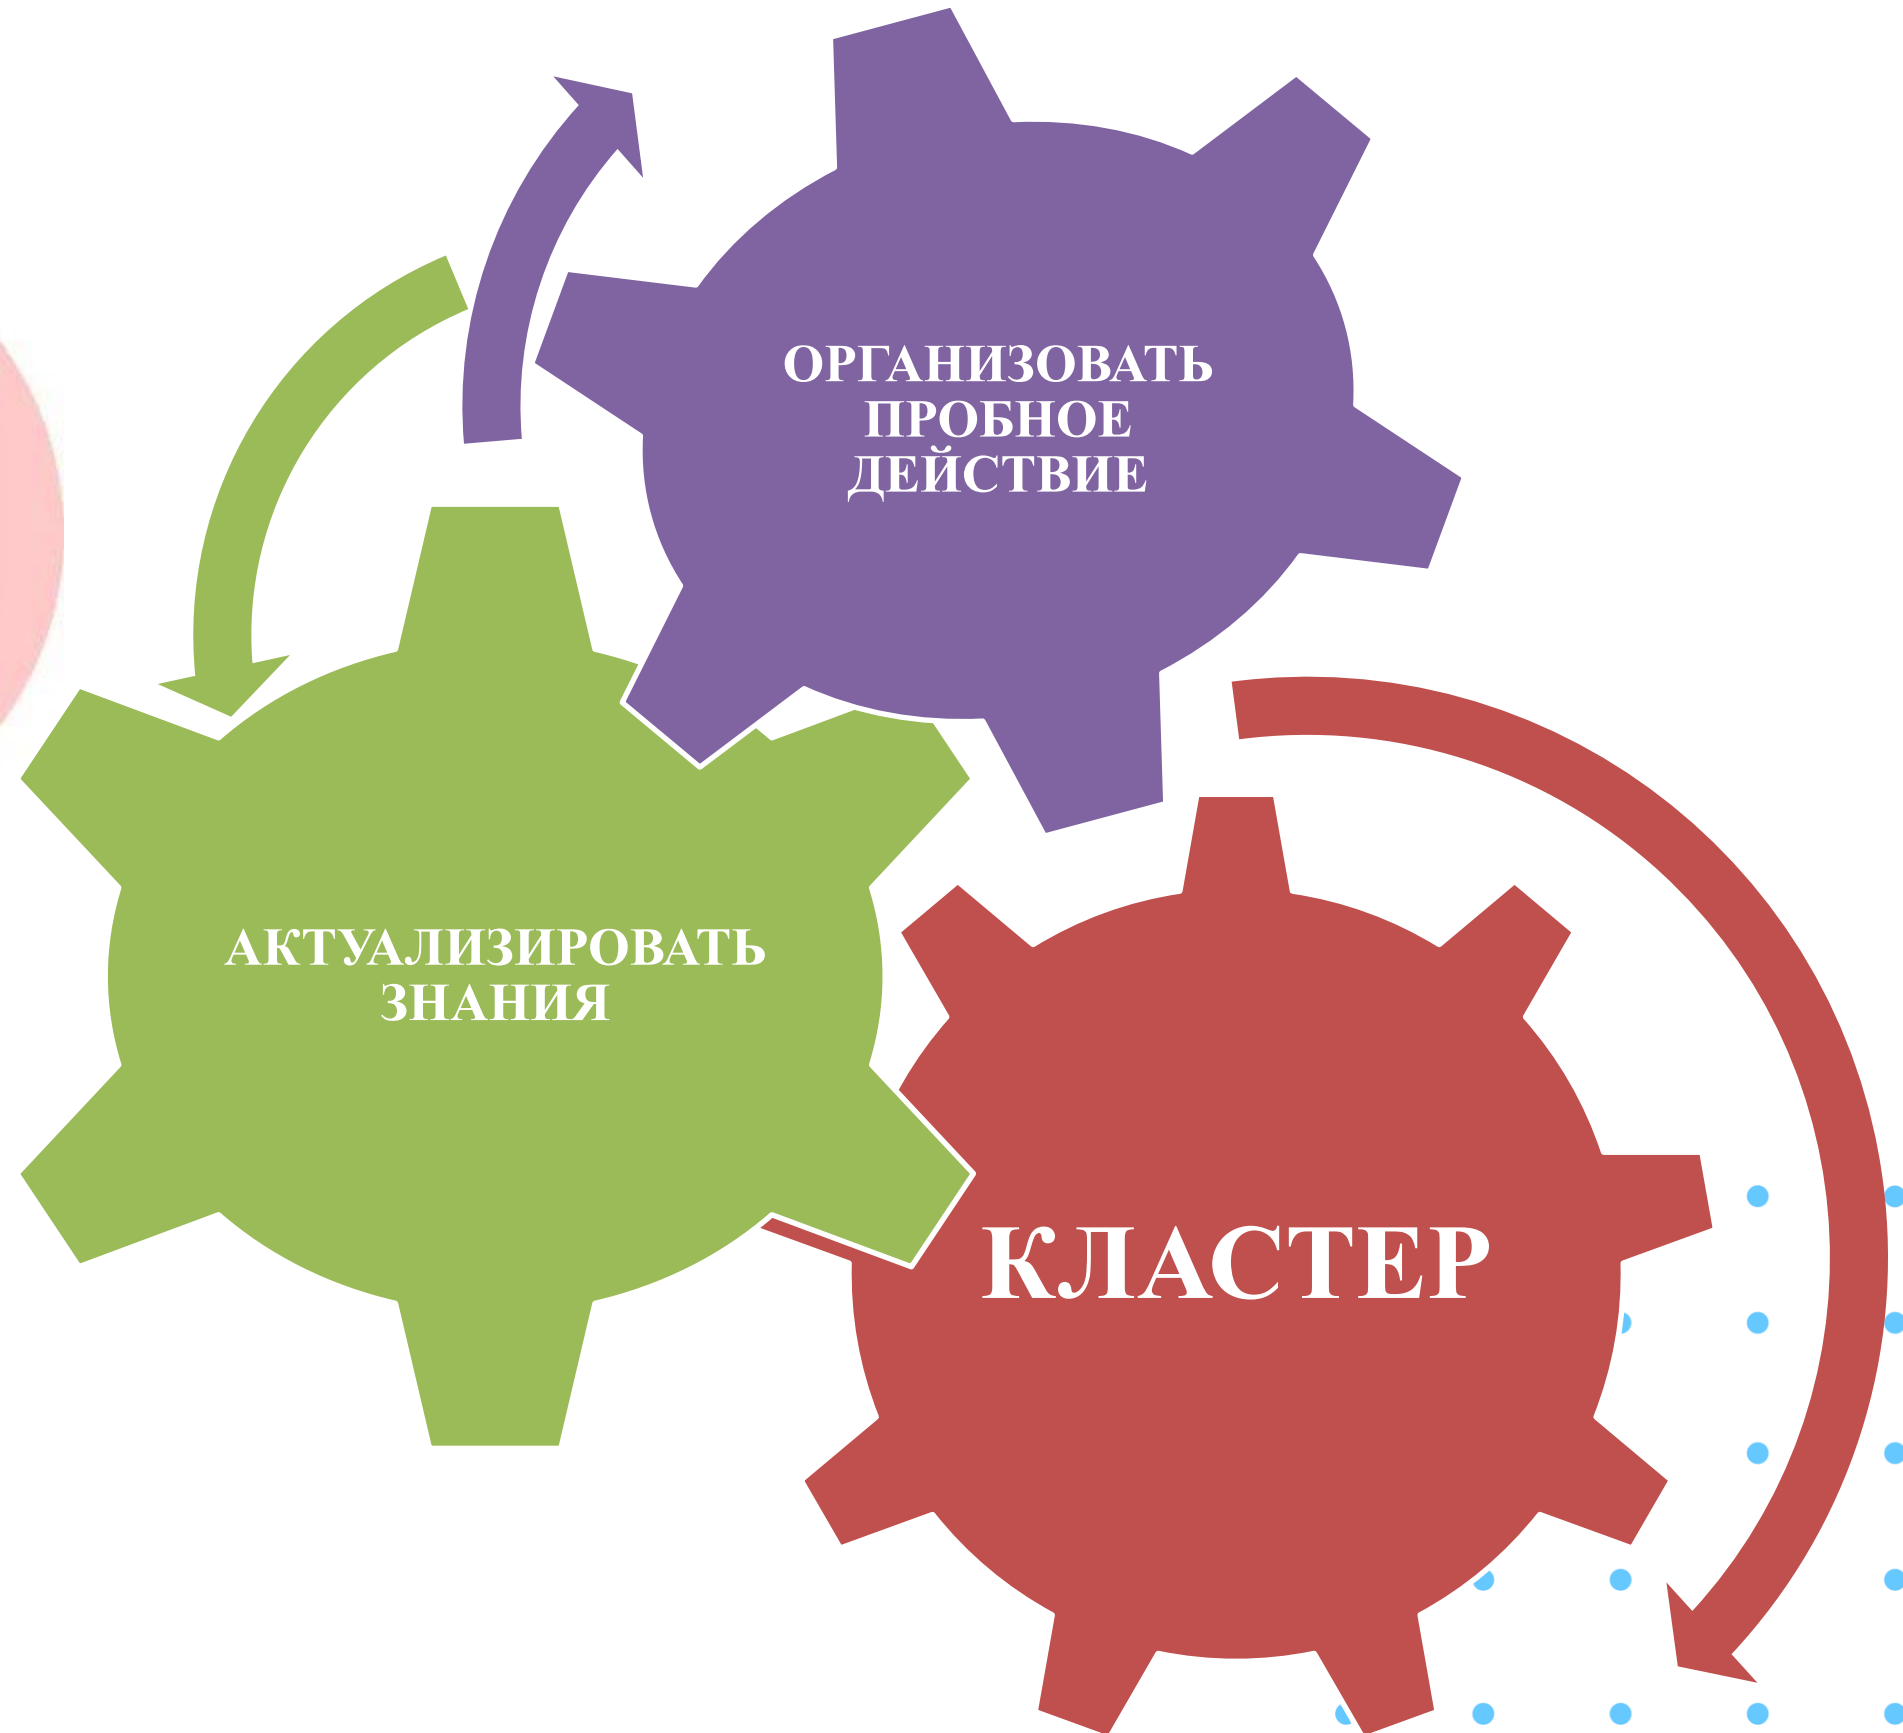 ОРГАНИЗОВАТЬ
ПРОБНОЕ
ДЕЙСТВИЕ
АКТУАЛИЗИРОВАТЬ
ЗНАНИЯ
КЛАСТЕР